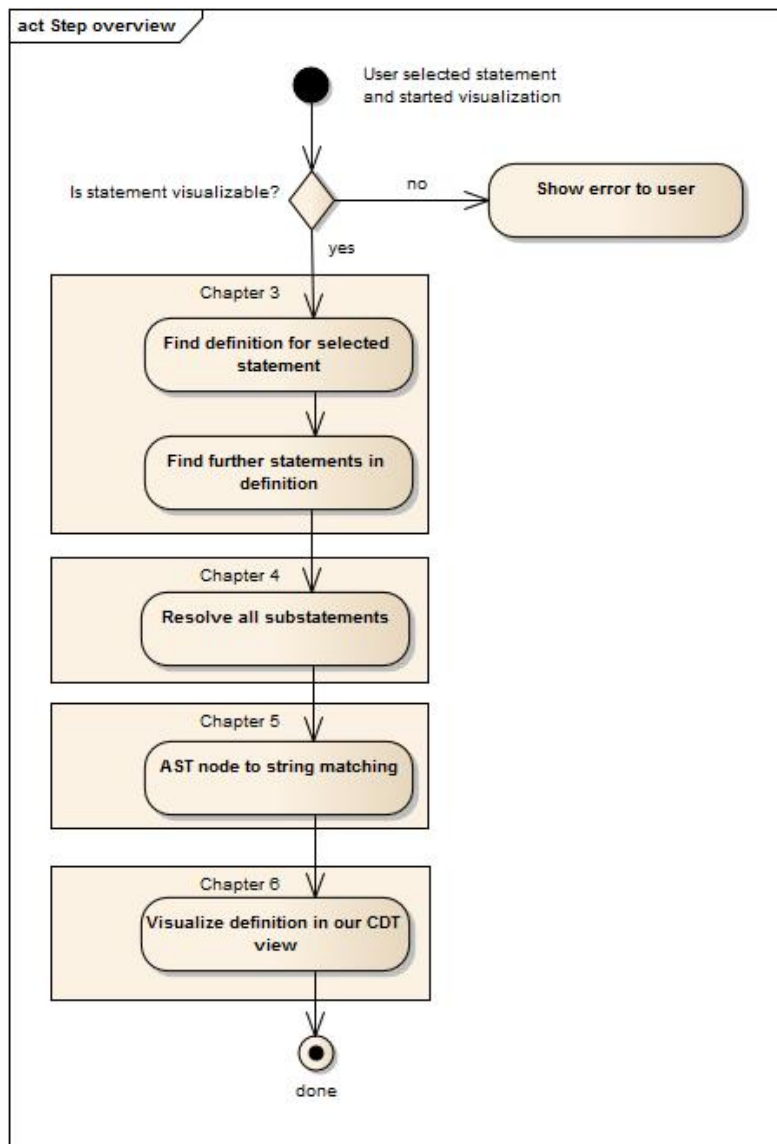 act Step overview
User selected statement
and started visualization
Is statement visualizable?
no
Show error to user
yes
Chapter 3
Find definition for selected
statement
Find further statements in
definition
Chapter 4
Resolve all substatements
Chapter 5
AST node to string matching
Chapter 6
Visualize definition in our CDT
view
done